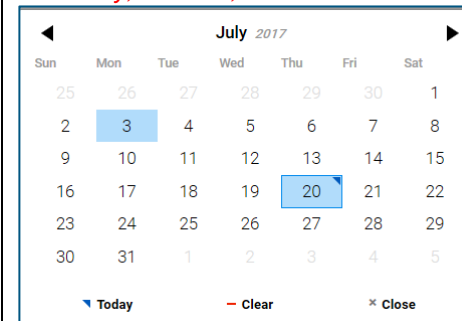 July 2017
Sun Mon Tue Wed Thu Fri Sat
25 26 27 28 29 30 1
2 3 4 5 6 7 8
9 10 11 12 13 14 15
16 17 18 19 20 21 22
23 24 25 26 27 28 29
30 31 1 2 3 4 5
Today – Clear × Close